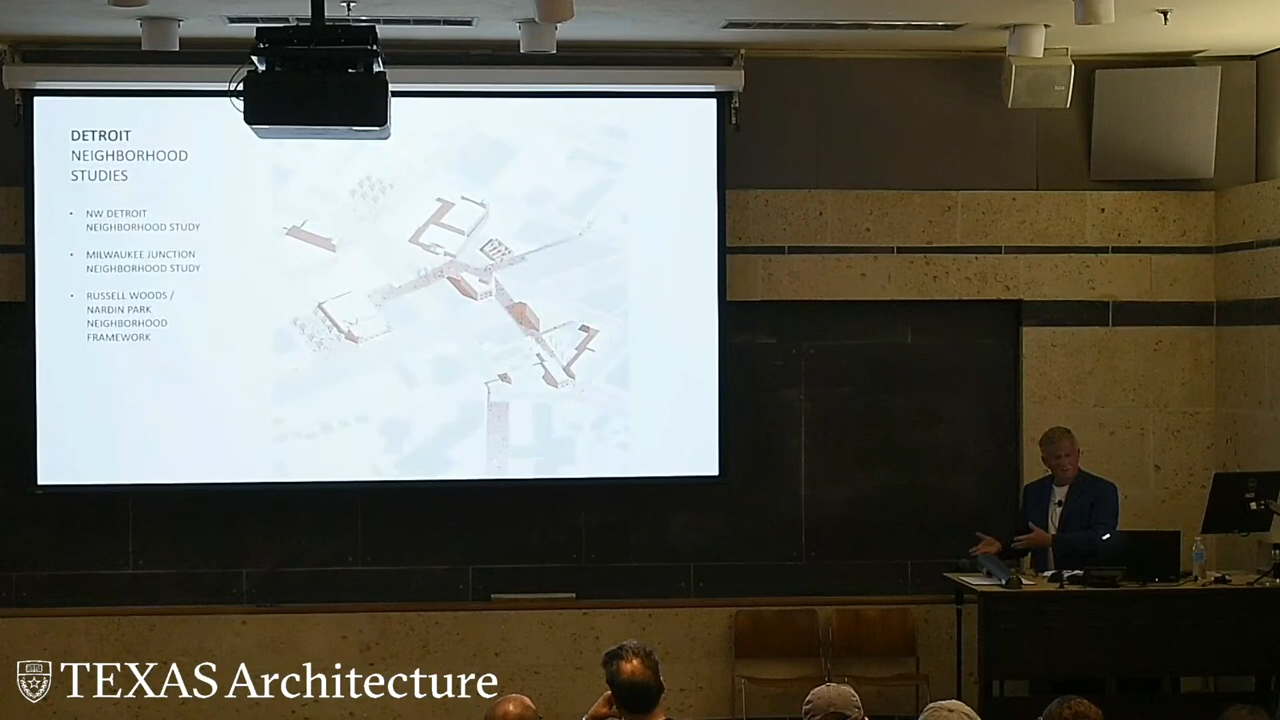 DETROIT
NEIGHBORHOOD
STUDIES
• NW DETROIT
NEIGHBORHOOD STUDY
• MILWAUKEE JUNCTION
NEIGHBORHOOD STUDY
• RUSSELL WOODS /
NARDIN PARK
NEIGHBORHOOD
FRAMEWORK
TEXAS Architecture